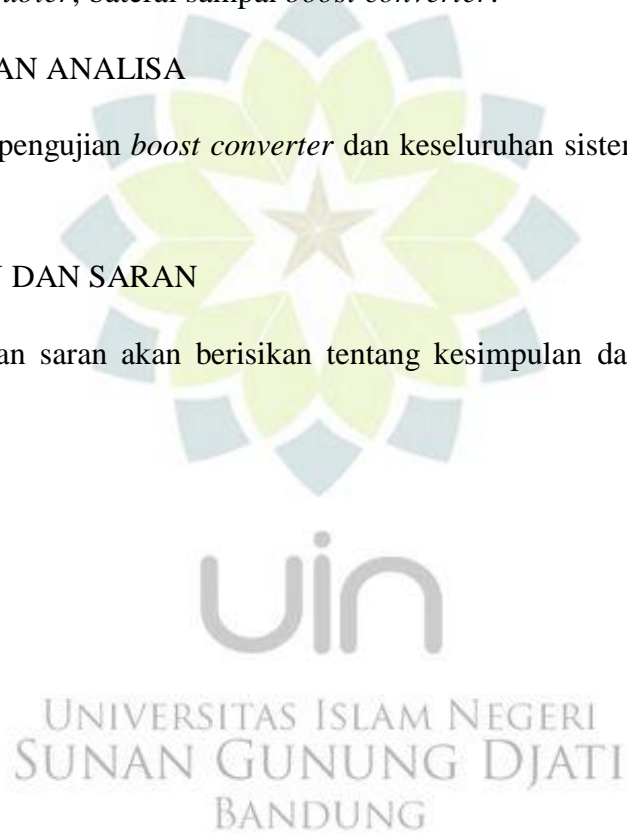 baterai sampai boost converter.
AN ANALISA
pengujian boost converter dan keseluruhan
DAN SARAN
an saran akan berisikan tentang kesimpulan da
uin
UNIVERSITAS ISLAM NEGERI
SUNAN GUNUNG DJATI
BANDUNG